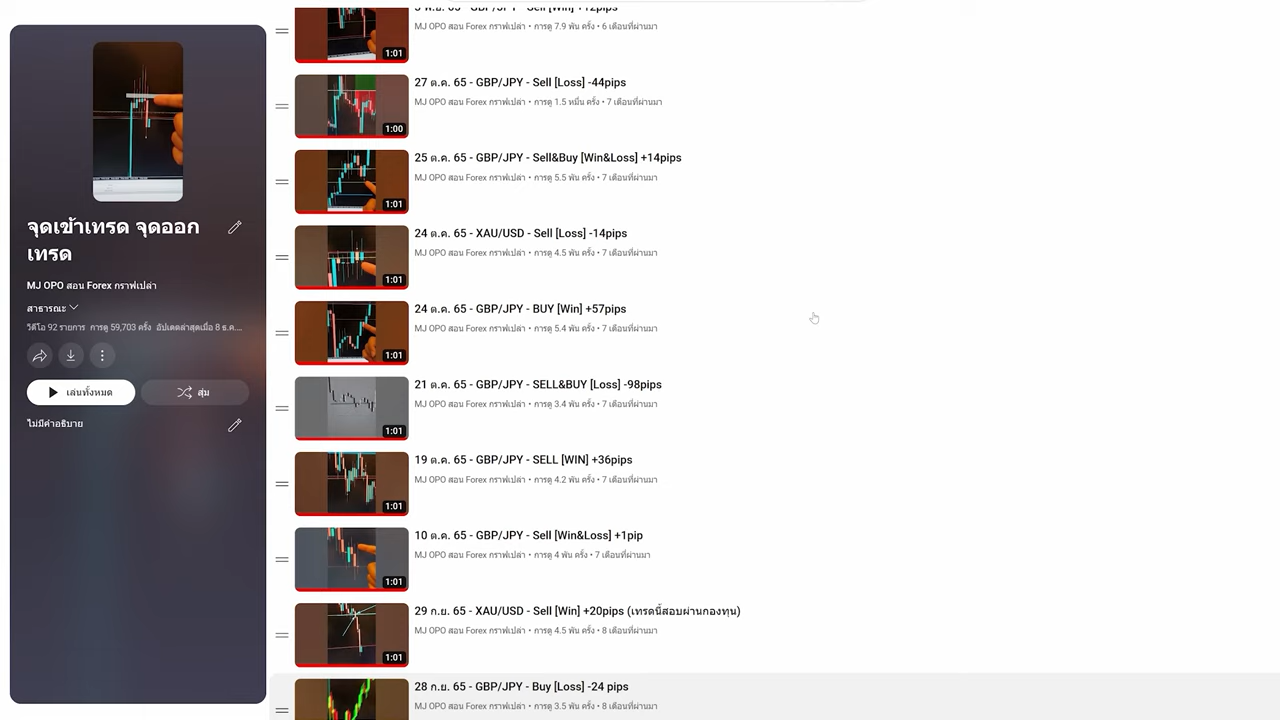 จุดเข้าเทรด จุดออก
เทรด
MJ OPO สอน Forex กราฟเปล่า
สาธารณะ
วิดีโอ 92 รายการ การดู 59,703 ครั้ง อัปเดตล่าสุดเมื่อ 8 ธ.ค....
เล่นทั้งหมด
สุ่ม
ไม่มีคำอธิบาย
MJ OPO สอน Forex กราฟเปล่า • การดู 7.9 พัน ครั้ง • 6 เดือนที่ผ่านมา
1:01
27 ต.ค. 65 - GBP/JPY - Sell [Loss] -44pips
MJ OPO สอน Forex กราฟเปล่า • การดู 1.5 หมื่น ครั้ง • 7 เดือนที่ผ่านมา
1:00
25 ต.ค. 65 - GBP/JPY - Sell&Buy [Win&Loss] +14pips
MJ OPO สอน Forex กราฟเปล่า • การดู 5.5 พัน ครั้ง • 7 เดือนที่ผ่านมา
1:01
24 ต.ค. 65 - XAU/USD - Sell [Loss] -14pips
MJ OPO สอน Forex กราฟเปล่า • การดู 4.5 พัน ครั้ง • 7 เดือนที่ผ่านมา
1:01
24 ต.ค. 65 - GBP/JPY - BUY [Win] +57pips
MJ OPO สอน Forex กราฟเปล่า • การดู 5.4 พัน ครั้ง • 7 เดือนที่ผ่านมา
1:01
21 ต.ค. 65 - GBP/JPY - SELL&BUY [Loss] -98pips
MJ OPO สอน Forex กราฟเปล่า • การดู 3.4 พัน ครั้ง • 7 เดือนที่ผ่านมา
1:01
19 ต.ค. 65 - GBP/JPY - SELL [WIN] +36pips
MJ OPO สอน Forex กราฟเปล่า • การดู 4.2 พัน ครั้ง • 7 เดือนที่ผ่านมา
1:01
10 ต.ค. 65 - GBP/JPY - Sell [Win&Loss] +1pip
MJ OPO สอน Forex กราฟเปล่า • การดู 4 พัน ครั้ง • 7 เดือนที่ผ่านมา
1:01
29 ก.ย. 65 - XAU/USD - Sell [Win] +20pips (เทรดนี้สอบผ่านกองทุน)
MJ OPO สอน Forex กราฟเปล่า • การดู 4.5 พัน ครั้ง • 8 เดือนที่ผ่านมา
1:01
28 ก.ย. 65 - GBP/JPY - Buy [Loss] -24 pips
MJ OPO สอน Forex กราฟเปล่า • การดู 3.5 พัน ครั้ง • 8 เดือนที่ผ่านมา